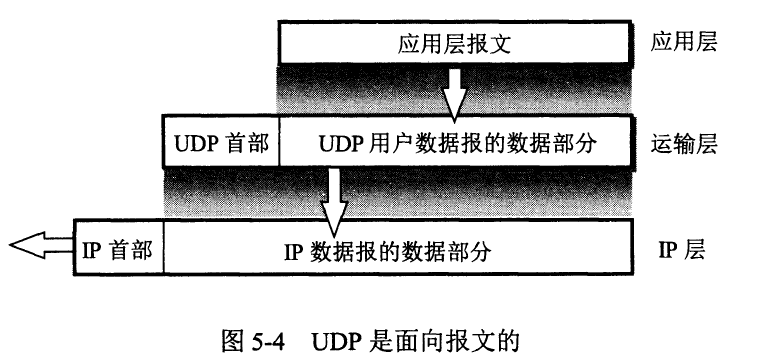 应用层报文 应用层
UDP 首部 UDP 用户数据报的数据部分 运输层
IP 首部 IP 数据报的数据部分 IP 层
图 5-4 UDP 是面向报文的